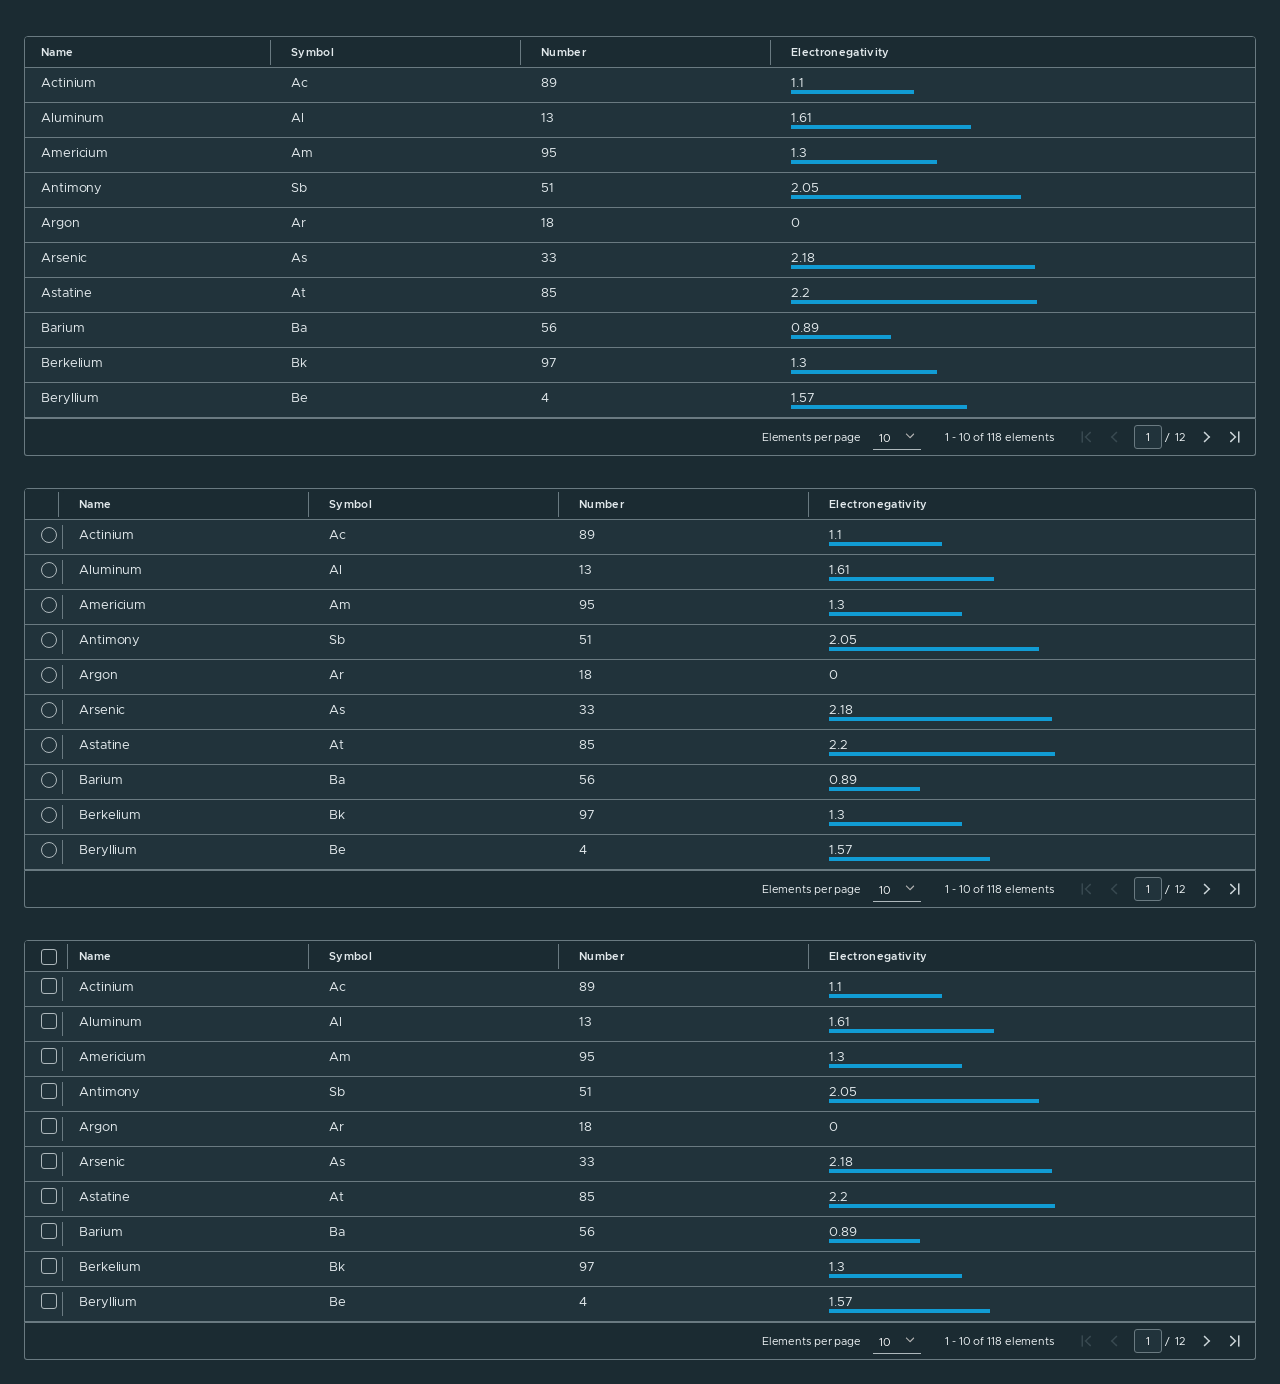 Name Symbol Number Electronegativity
Actinium Ac 89 1.1
Aluminum Al 13 1.61
Americium Am 95 1.3
Antimony Sb 51 2.05
Argon Ar 18 0
Arsenic As 33 2.18
Astatine At 85 2.2
Barium Ba 56 0.89
Berkelium Bk 97 1.3
Beryllium Be 4 1.57
Elements per page 10 1 - 10 of 118 elements 1 / 12
Name Symbol Number Electronegativity
Actinium Ac 89 1.1
Aluminum Al 13 1.61
Americium Am 95 1.3
Antimony Sb 51 2.05
Argon Ar 18 0
Arsenic As 33 2.18
Astatine At 85 2.2
Barium Ba 56 0.89
Berkelium Bk 97 1.3
Beryllium Be 4 1.57
Elements per page 10 1 - 10 of 118 elements 1 / 12
Name Symbol Number Electronegativity
Actinium Ac 89 1.1
Aluminum Al 13 1.61
Americium Am 95 1.3
Antimony Sb 51 2.05
Argon Ar 18 0
Arsenic As 33 2.18
Astatine At 85 2.2
Barium Ba 56 0.89
Berkelium Bk 97 1.3
Beryllium Be 4 1.57
Elements per page 10 1 - 10 of 118 elements 1 / 12